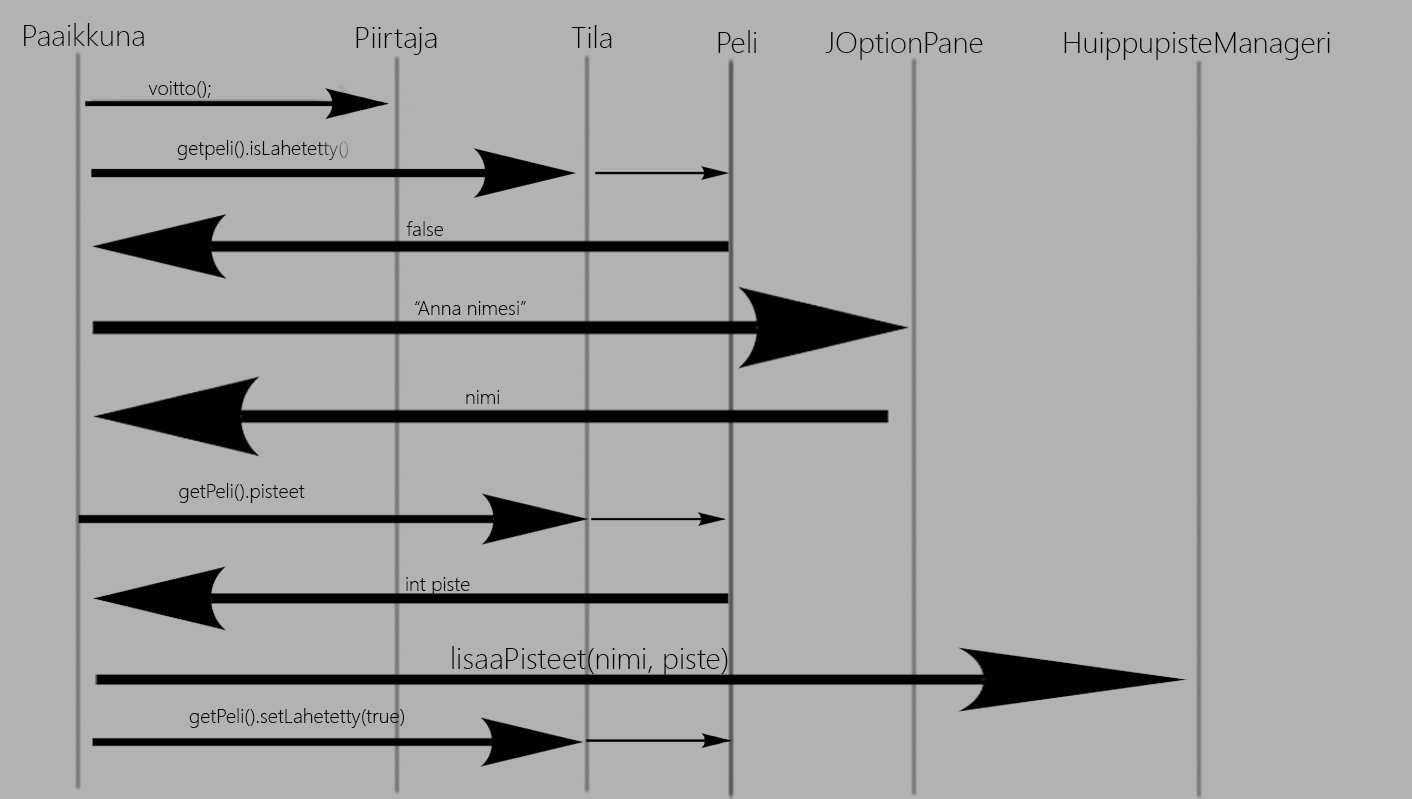 Paaikkuna Piirtaja Tila Peli JOptionPane HuippupisteManageri
voitto();
getpeli().isLahetetty()
false
“Anna nimesi”
nimi
getPeli().pisteet
int piste
lisaaPisteet(nimi, piste)
getPeli().setLahetetty(true)